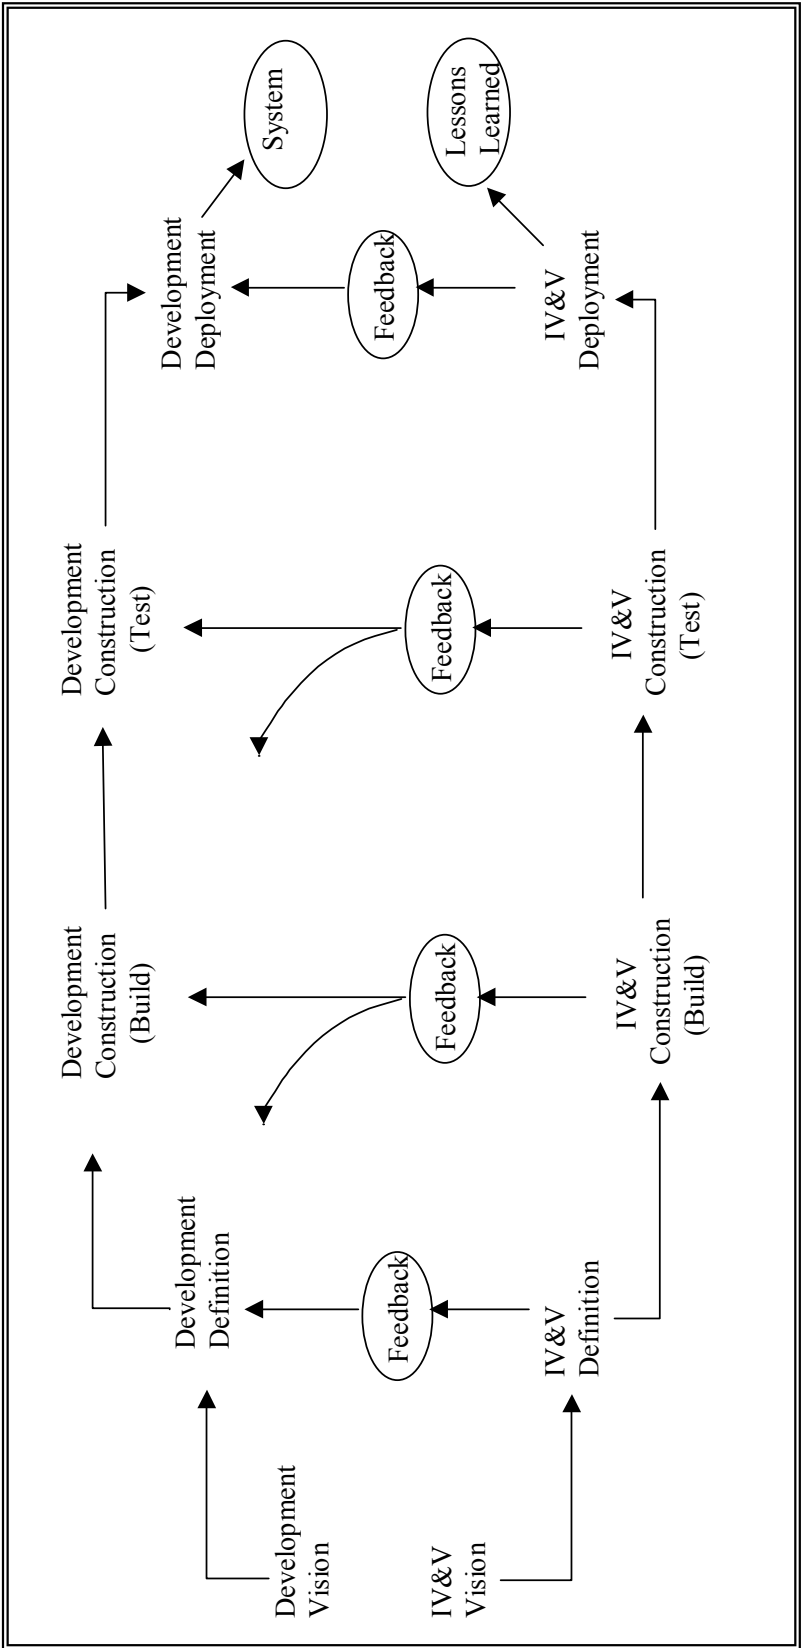 Development
Vision
IV&V
Vision
Development
Definition
Feedback
IV&V
Definition
Development
Construction
(Build)
Feedback
IV&V
Construction
(Build)
Development
Construction
(Test)
Feedback
IV&V
Construction
(Test)
Development
Deployment
Feedback
IV&V
Deployment
System
Lessons
Learned